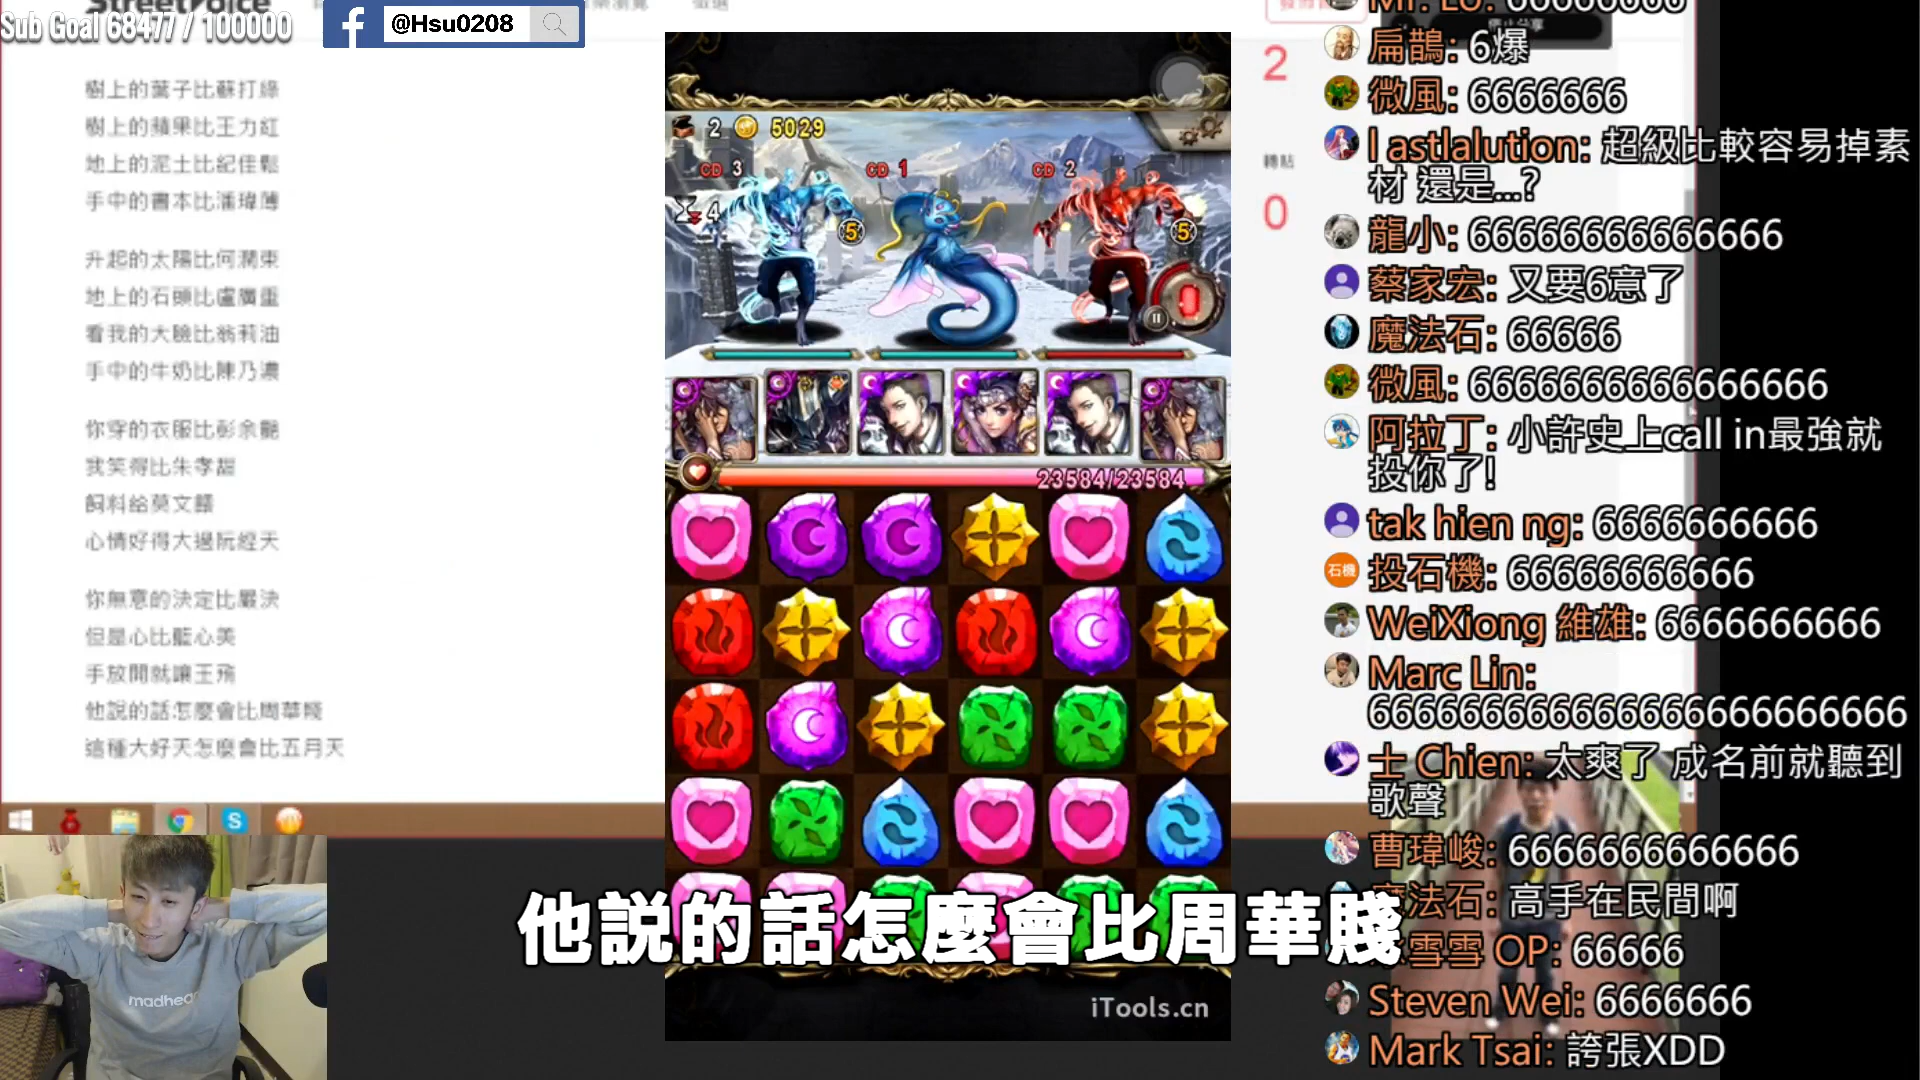 StreetVoice
Sub Goal 68477 / 100000
@Hsu0208
樹上的葉子比蘇打綠
樹上的蘋果比王力紅
地上的泥土比紀佳鬆
手中的書本比潘瑋薄
升起的太陽比何潤東
地上的石頭比盧廣重
看我的大臉比翁莉油
手中的牛奶比陳乃濃
你穿的衣服比彭余艷
我笑得比朱孝甜
飼料給莫文餵
心情好得大過阮經天
你無意的決定比嚴決
但是心比藍心美
手放開就讓王飛
他說的話怎麼會比周華賤
這種大好天怎麼會比五月天
2
轉貼
0
2
5029
CD 3
CD 1
CD 2
4
5
5
0
23584/23584
他說的話怎麼會比周華賤
iTools.cn
madhea
Mr. Lo: 66666666
扁鵲: 6爆
微風: 6666666
l astlalution: 超級比較容易掉素
材 還是...?
龍小: 66666666666666
蔡家宏: 又要6意了
魔法石: 66666
微風: 6666666666666666
阿拉丁: 小許史上call in最強就
投你了!
tak hien ng: 6666666666
石機
投石機: 66666666666
WeiXiong 維雄: 6666666666
Marc Lin:
666666666666666666666666
士 Chien: 太爽了 成名前就聽到
歌聲
曹瑋峻: 6666666666666
魔法石: 高手在民間啊
雪雪 OP: 66666
Steven Wei: 6666666
Mark Tsai: 誇張XDD